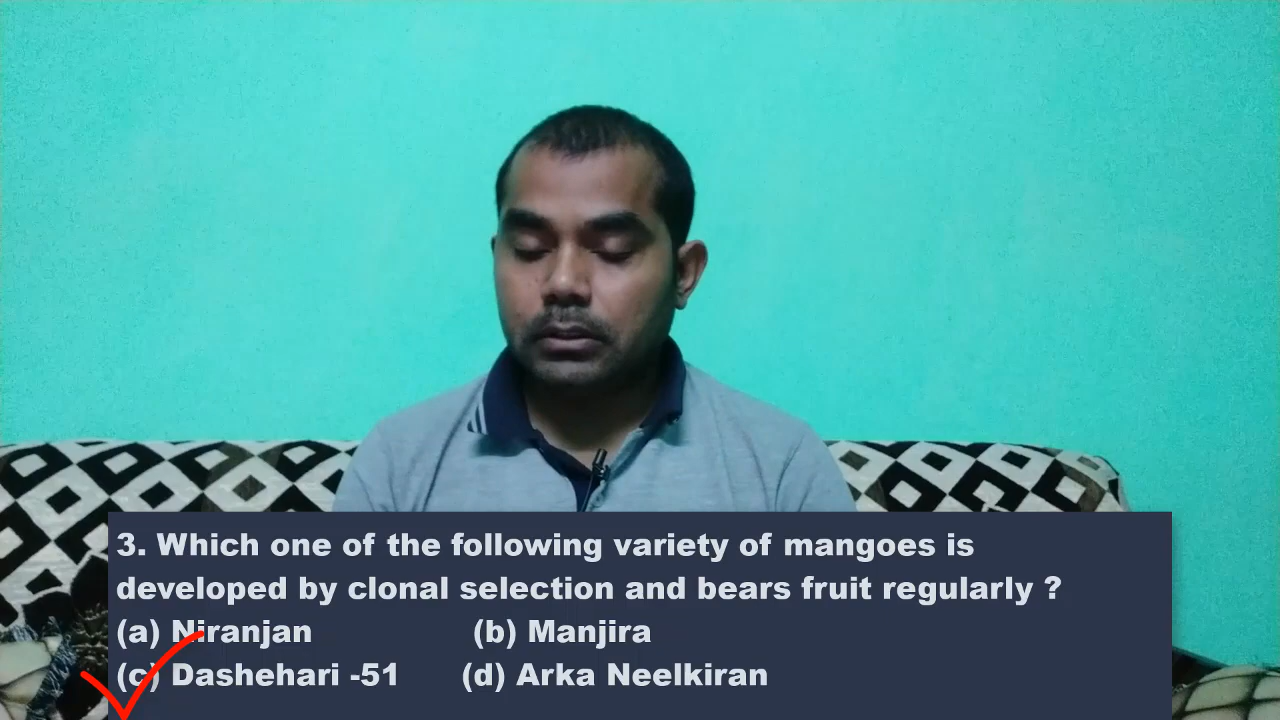 3. Which one of the following variety of mangoes is
developed by clonal selection and bears fruit regularly ?
(a) Niranjan (b) Manjira
(c) Dashehari -51 (d) Arka Neelkiran